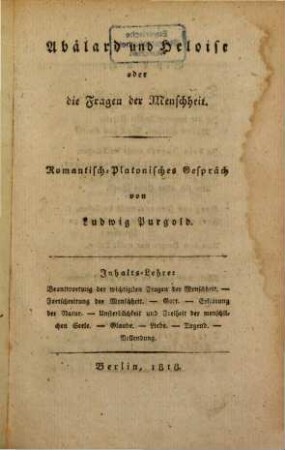 Abälard und Heloise
oder
die Fragen der Menschheit.
Romantisch-Platonisches Gespräch
von
Ludwig Purgold.
Inhalts-Lehre:
Beantwortung der wichtigsten Fragen der Menschheit. —
Fortschreitung der Menschheit. — Gott. — Erklärung
der Natur. — Unsterblichkeit und Freiheit der menschli-
chen Seele. — Glaube. — Liebe. — Tugend. —
Vollendung.
Berlin, 1818.